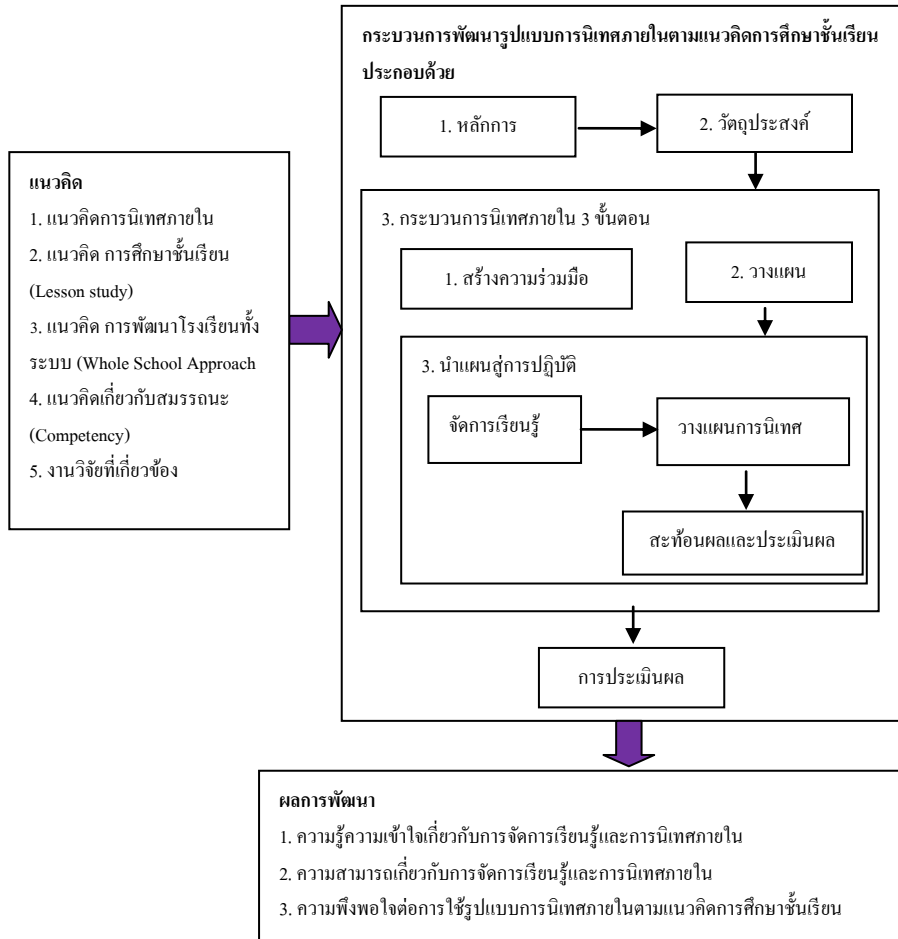 กระบวนการพัฒนารูปแบบการนิเทศภายในตามแนวคิดการศึกษาชั้นเรียน
ประกอบด้วย
1. หลักการ
2. วัตถุประสงค์
แนวคิด
1. แนวคิดการนิเทศภายใน
2. แนวคิด การศึกษาชั้นเรียน
(Lesson study)
3. แนวคิด การพัฒนาโรงเรียนทั้ง
ระบบ (Whole School Approach
4. แนวคิดเกี่ยวกับสมรรถนะ
(Competency)
5. งานวิจัยที่เกี่ยวข้อง
3. กระบวนการนิเทศภายใน 3 ขั้นตอน
1. สร้างความร่วมมือ
2. วางแผน
3. นำแผนสู่การปฏิบัติ
จัดการเรียนรู้
วางแผนการนิเทศ
สะท้อนผลและประเมินผล
การประเมินผล
ผลการพัฒนา
1. ความรู้ความเข้าใจเกี่ยวกับการจัดการเรียนรู้และการนิเทศภายใน
2. ความสามารถเกี่ยวกับการจัดการเรียนรู้และการนิเทศภายใน
3. ความพึงพอใจต่อการใช้รูปแบบการนิเทศภายในตามแนวคิดการศึกษาชั้นเรียน